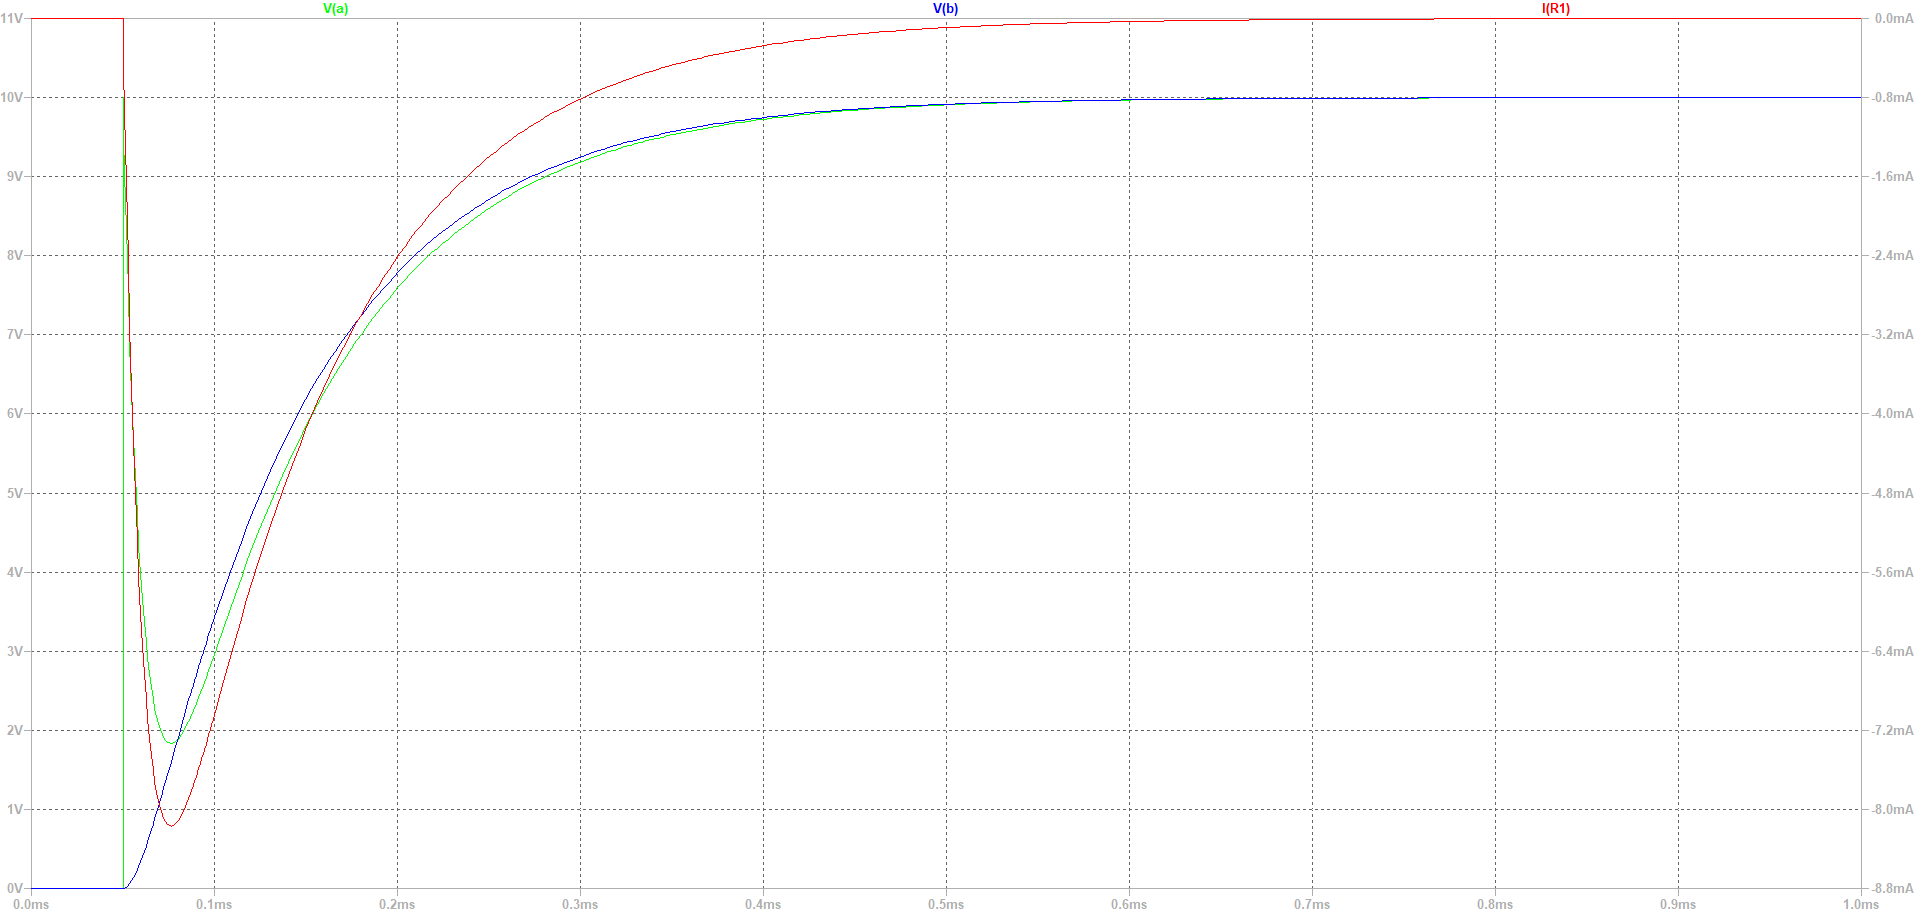 V(a) V(b) I(R1)
11V 0.0mA
10V -0.8mA
9V -1.6mA
8V -2.4mA
7V -3.2mA
6V -4.0mA
5V -4.8mA
4V -5.6mA
3V -6.4mA
2V -7.2mA
1V -8.0mA
0V -8.8mA
0.0ms 0.1ms 0.2ms 0.3ms 0.4ms 0.5ms 0.6ms 0.7ms 0.8ms 0.9ms 1.0ms